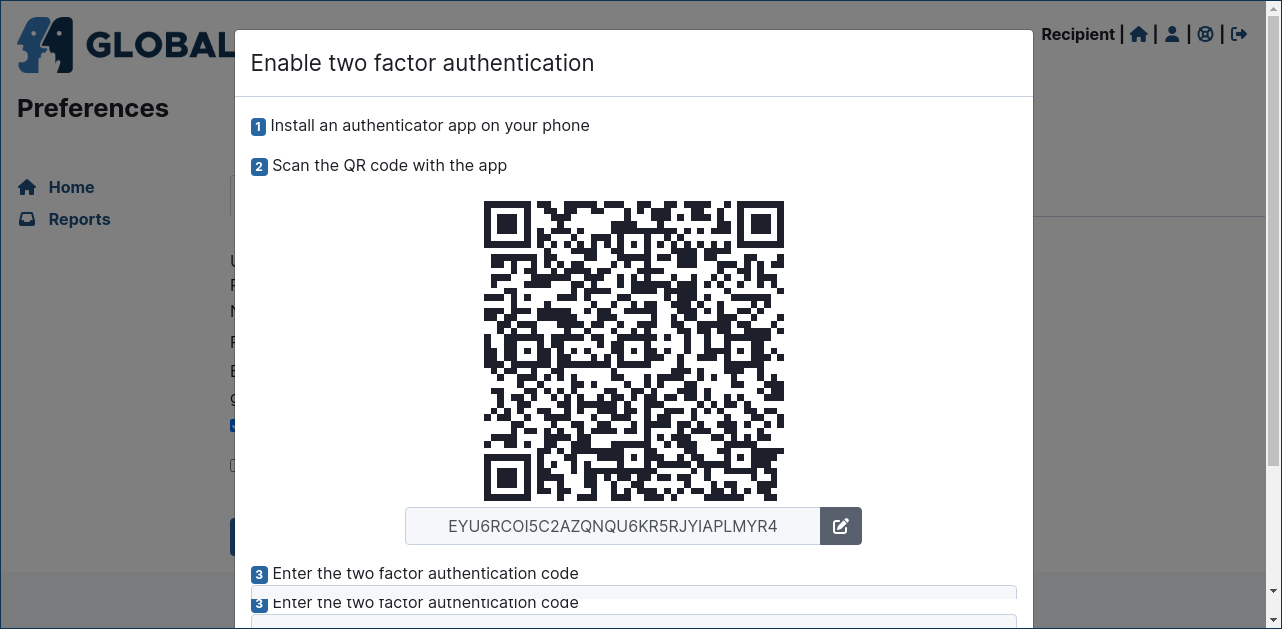 GLOBAL
Recipient | | | |
Preferences
Home
Reports
Enable two factor authentication
1 Install an authenticator app on your phone
2 Scan the QR code with the app
EYU6RCOI5C2AZQNQU6KR5RJYIAPLMYR4
3 Enter the two factor authentication code
3 Enter the two factor authentication code